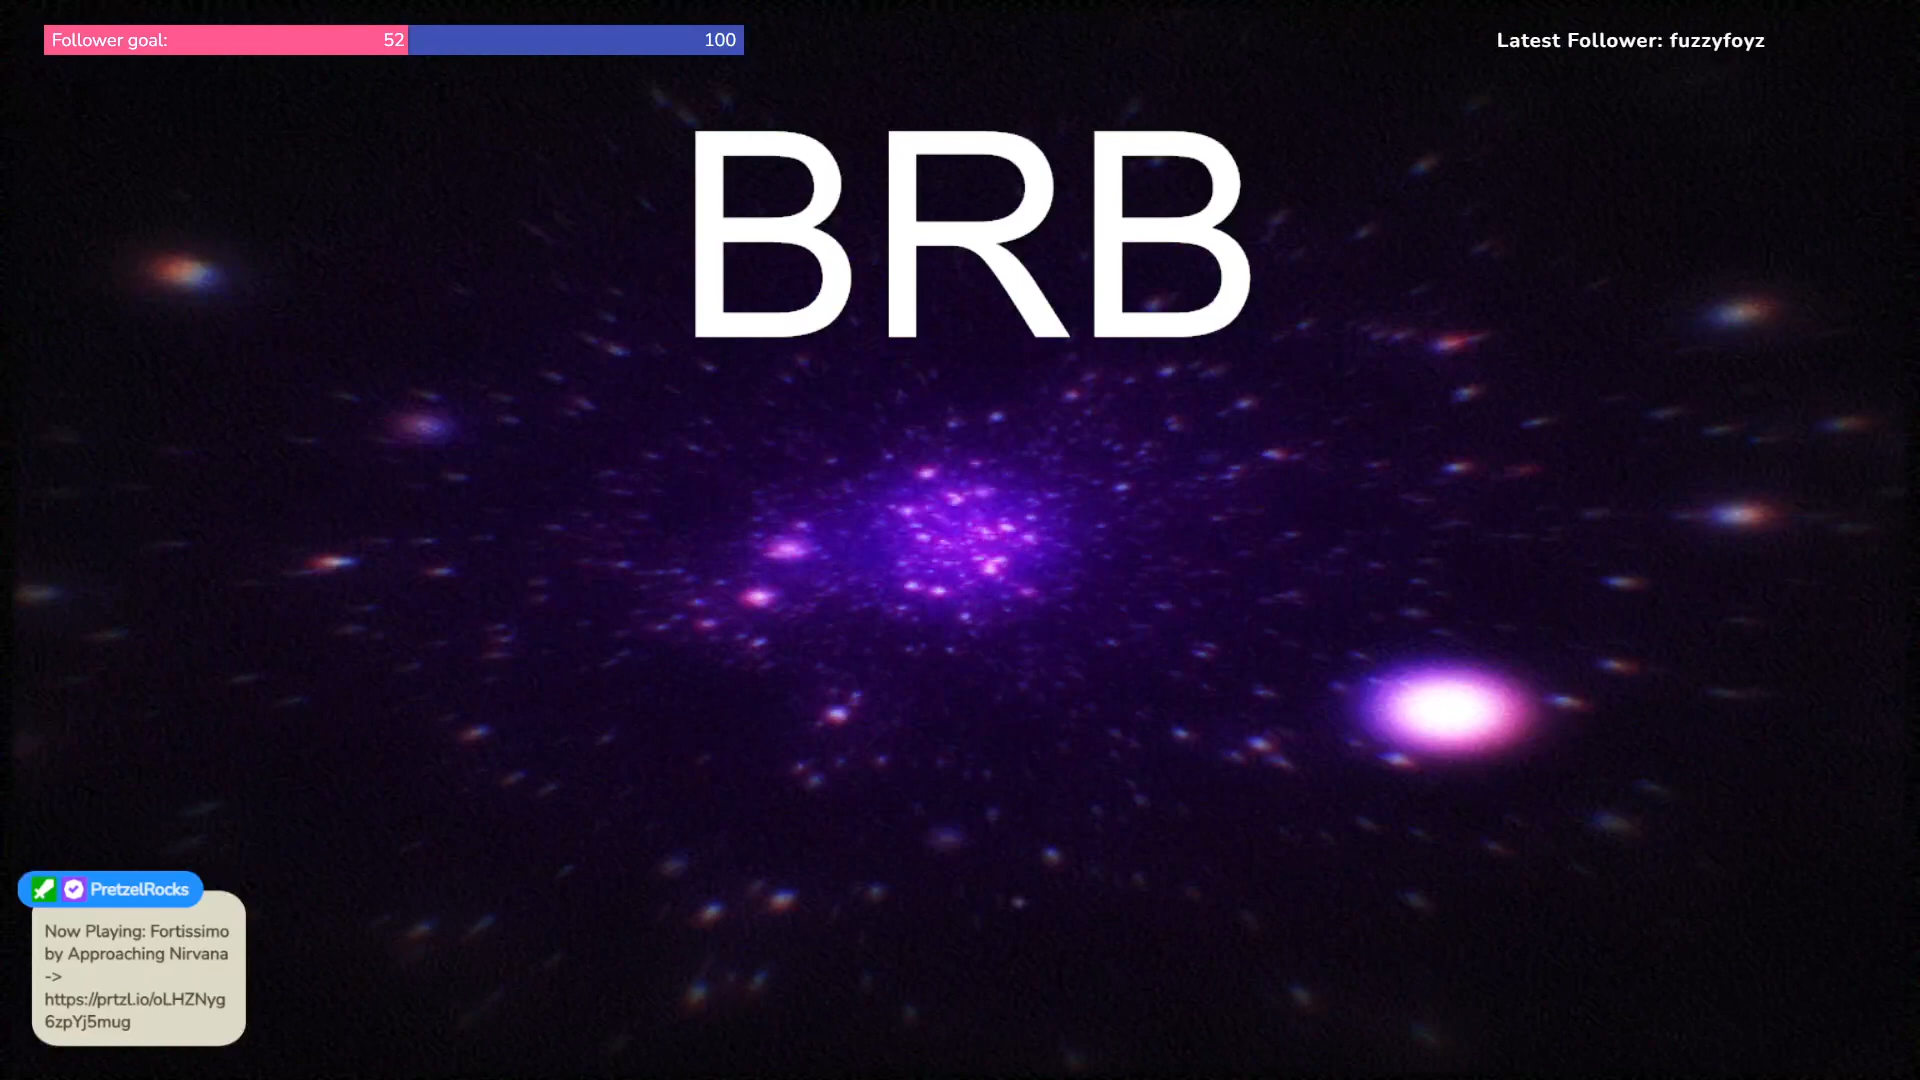 Follower goal: 52 100
Latest Follower: fuzzyfoyz
BRB
PretzelRocks
Now Playing: Fortissimo
by Approaching Nirvana
->
https://prtzl.io/oLHZNyg
6zpYj5mug